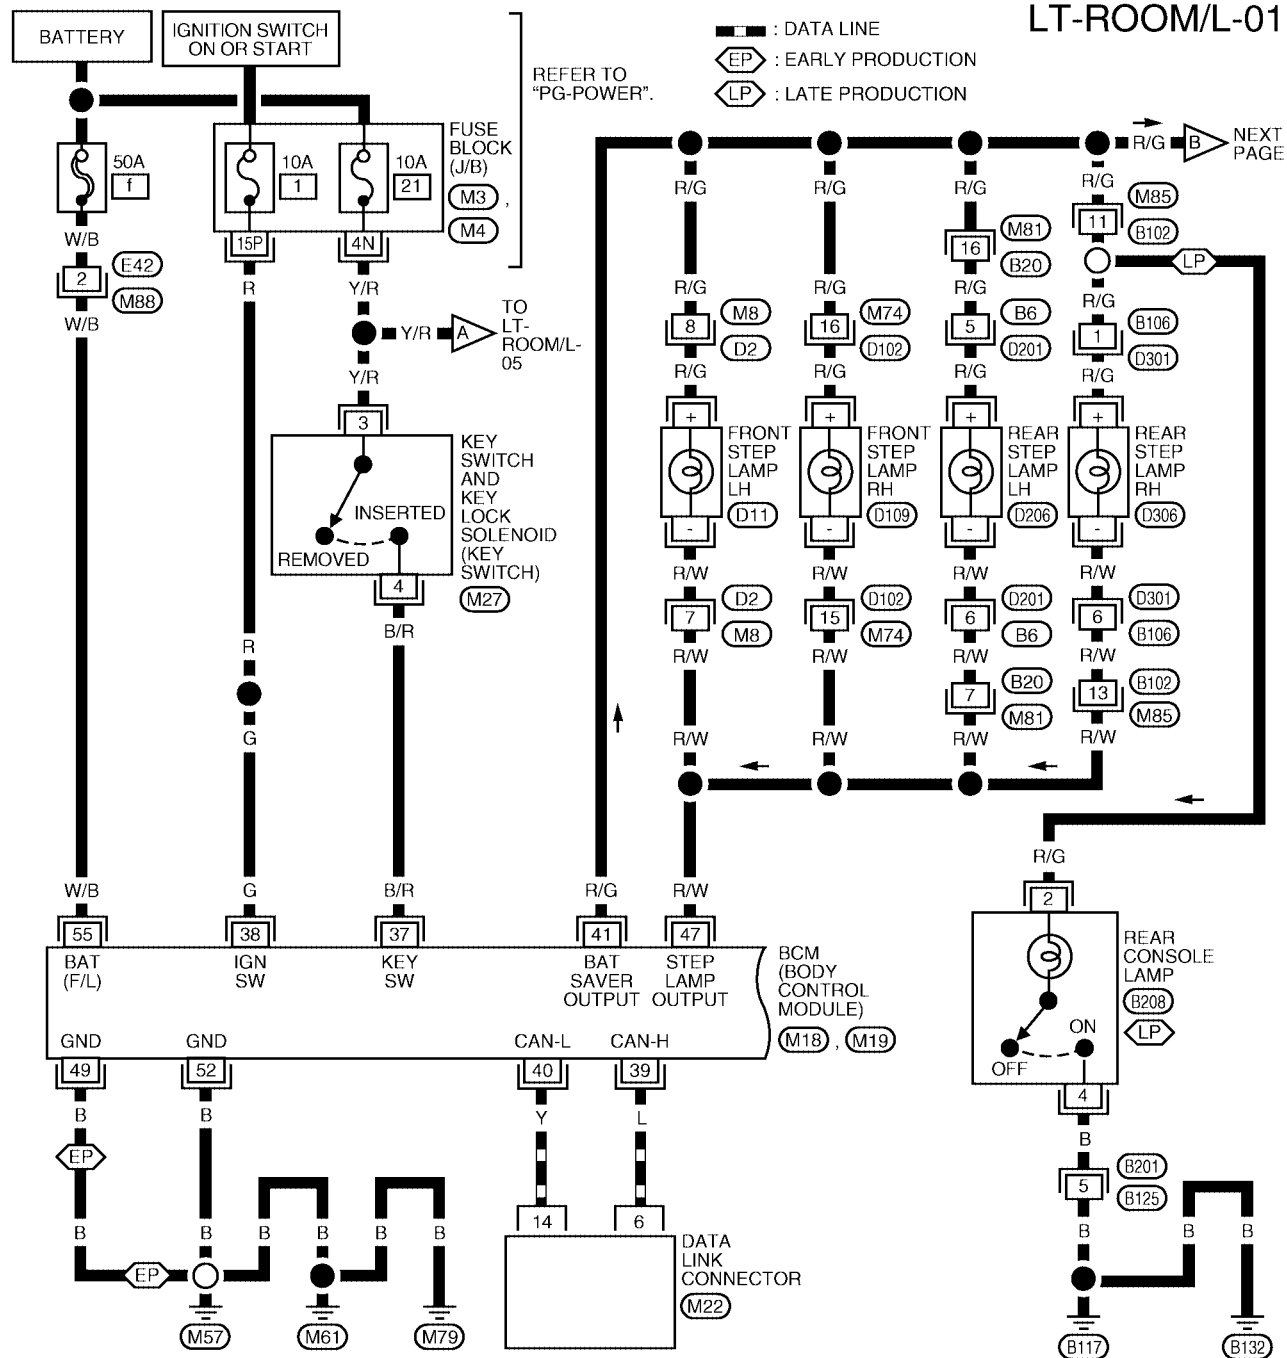 LT-ROOM/L-01
BATTERY
IGNITION SWITCH
ON OR START
REFER TO
"PG-POWER".
: DATA LINE
EP : EARLY PRODUCTION
LP : LATE PRODUCTION
50A
f
10A
1
10A
21
FUSE
BLOCK
(J/B)
M3 ,
M4
15P
4N
W/B
2
E42
M88
W/B
R
Y/R
Y/R
A
TO
LT-
ROOM/L-
05
Y/R
3
KEY
SWITCH
AND
KEY
LOCK
SOLENOID
(KEY
SWITCH)
M27
INSERTED
REMOVED
4
B/R
R
G
R/G
B
NEXT
PAGE
R/G
R/G
R/G
R/G
M85
11
B102
M81
16
B20
LP
R/G
R/G
R/G
R/G
8
M8
D2
16
M74
D102
5
B6
D201
1
B106
D301
R/G
R/G
R/G
R/G
+
+
+
+
FRONT
STEP
LAMP
LH
D11
FRONT
STEP
LAMP
RH
D109
REAR
STEP
LAMP
LH
D206
REAR
STEP
LAMP
RH
D306
-
-
-
-
R/W
R/W
R/W
R/W
7
D2
M8
15
D102
M74
6
D201
B6
6
D301
B106
R/W
R/W
R/W
R/W
7
B20
M81
13
B102
M85
R/W
R/W
R/W
R/W
W/B
G
B/R
R/G
R/W
55
38
37
41
47
BAT
(F/L)
IGN
SW
KEY
SW
BAT
SAVER
OUTPUT
STEP
LAMP
OUTPUT
BCM
(BODY
CONTROL
MODULE)
M18 , M19
GND
GND
CAN-L
CAN-H
49
52
40
39
B
B
Y
L
EP
B
B
B
B
B
B
EP
M57
M61
M79
14
6
DATA
LINK
CONNECTOR
M22
R/G
2
REAR
CONSOLE
LAMP
B208
LP
ON
OFF
4
B
5
B201
B125
B
B
B
B117
B132